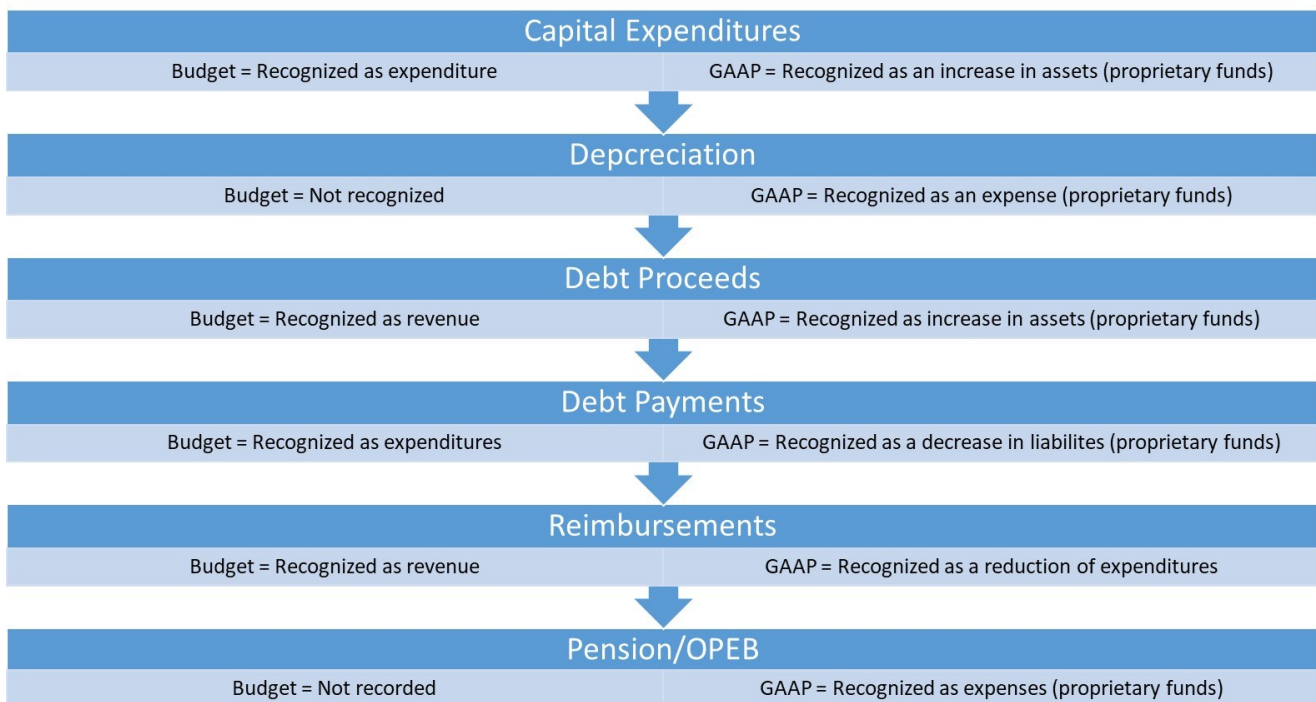 Capital Expenditures
Budget = Recognized as expenditure
GAAP = Recognized as an increase in assets (proprietary funds)
Depcreciation
Budget = Not recognized
GAAP = Recognized as an expense (proprietary funds)
Debt Proceeds
Budget = Recognized as revenue
GAAP = Recognized as increase in assets (proprietary funds)
Debt Payments
Budget = Recognized as expenditures
GAAP = Recognized as a decrease in liabilites (proprietary funds)
Reimbursements
Budget = Recognized as revenue
GAAP = Recognized as a reduction of expenditures
Pension/OPEB
Budget = Not recorded
GAAP = Recognized as expenses (proprietary funds)